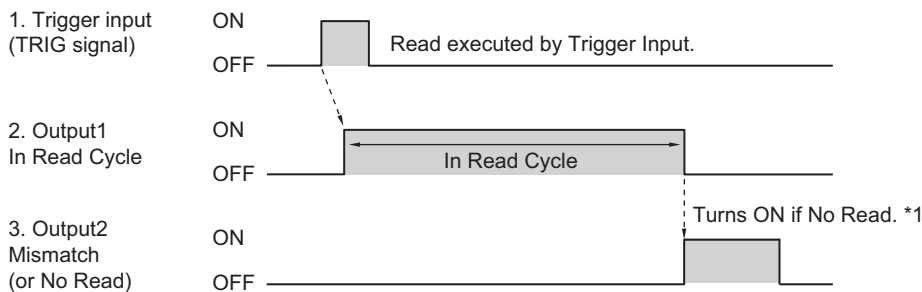 1. Trigger input
(TRIG signal)
ON
OFF
Read executed by Trigger Input.
2. Output1
In Read Cycle
ON
OFF
In Read Cycle
3. Output2
Mismatch
(or No Read)
ON
OFF
Turns ON if No Read. *1